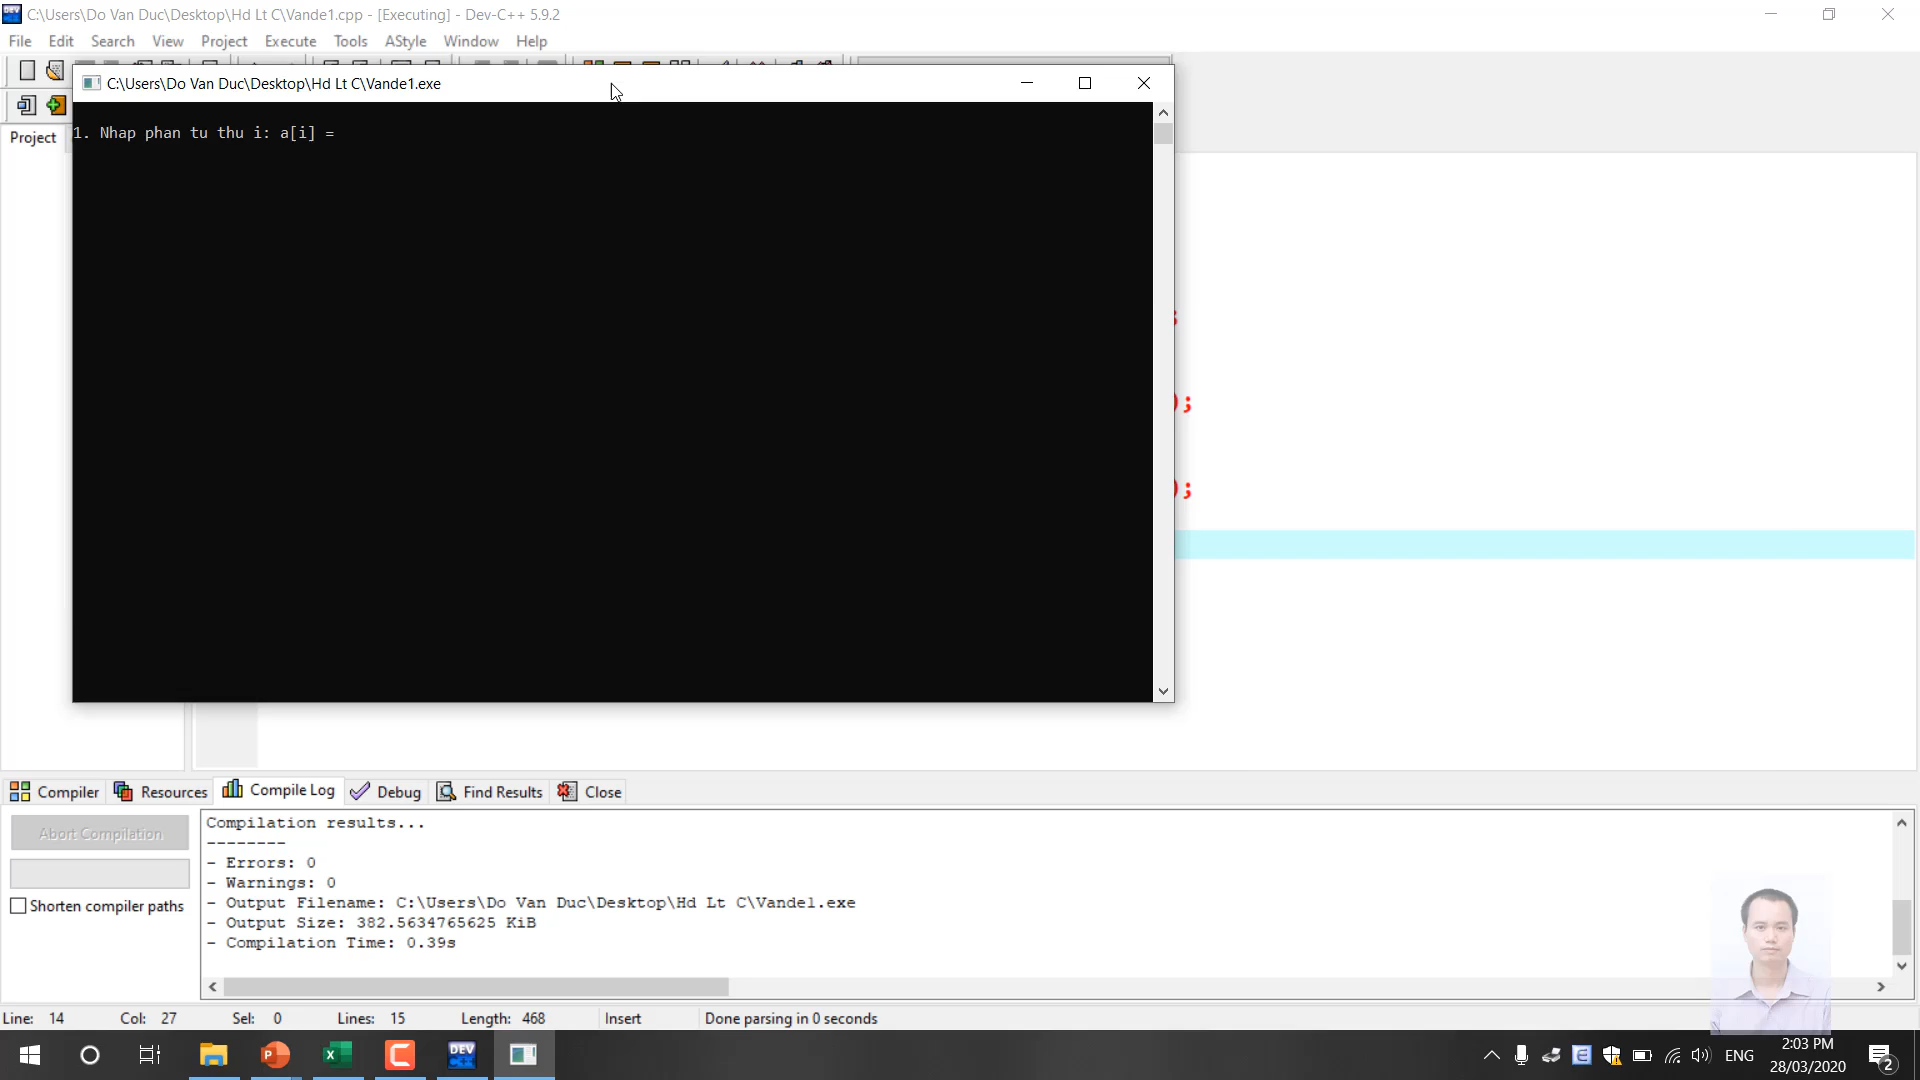 C:\Users\Do Van Duc\Desktop\Hd Lt C\Vande1.cpp - [Executing] - Dev-C++ 5.9.2
File Edit Search View Project Execute Tools AStyle Window Help
C:\Users\Do Van Duc\Desktop\Hd Lt C\Vande1.exe
Project
1. Nhap phan tu thu i: a[i] =
;
);
);
Compiler Resources Compile Log Debug Find Results Close
Abort Compilation
Shorten compiler paths
Compilation results...
--------
- Errors: 0
- Warnings: 0
- Output Filename: C:\Users\Do Van Duc\Desktop\Hd Lt C\Vande1.exe
- Output Size: 382.5634765625 KiB
- Compilation Time: 0.39s
Line: 14 Col: 27 Sel: 0 Lines: 15 Length: 468 Insert Done parsing in 0 seconds
DEV
ENG
2:03 PM
28/03/2020
2